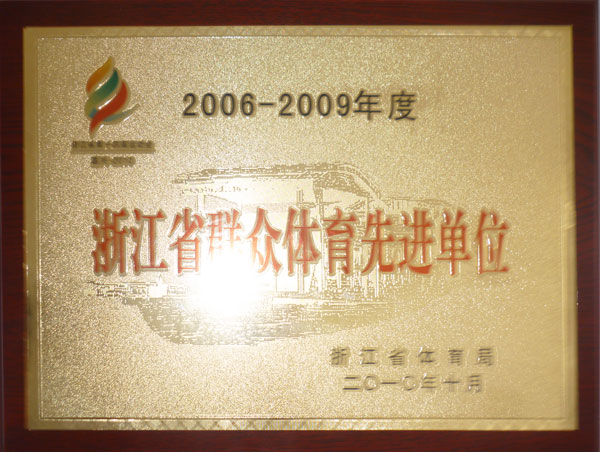 2006-2009年度
浙江省群众体育先进单位
浙江省体育局
二〇一〇年十月